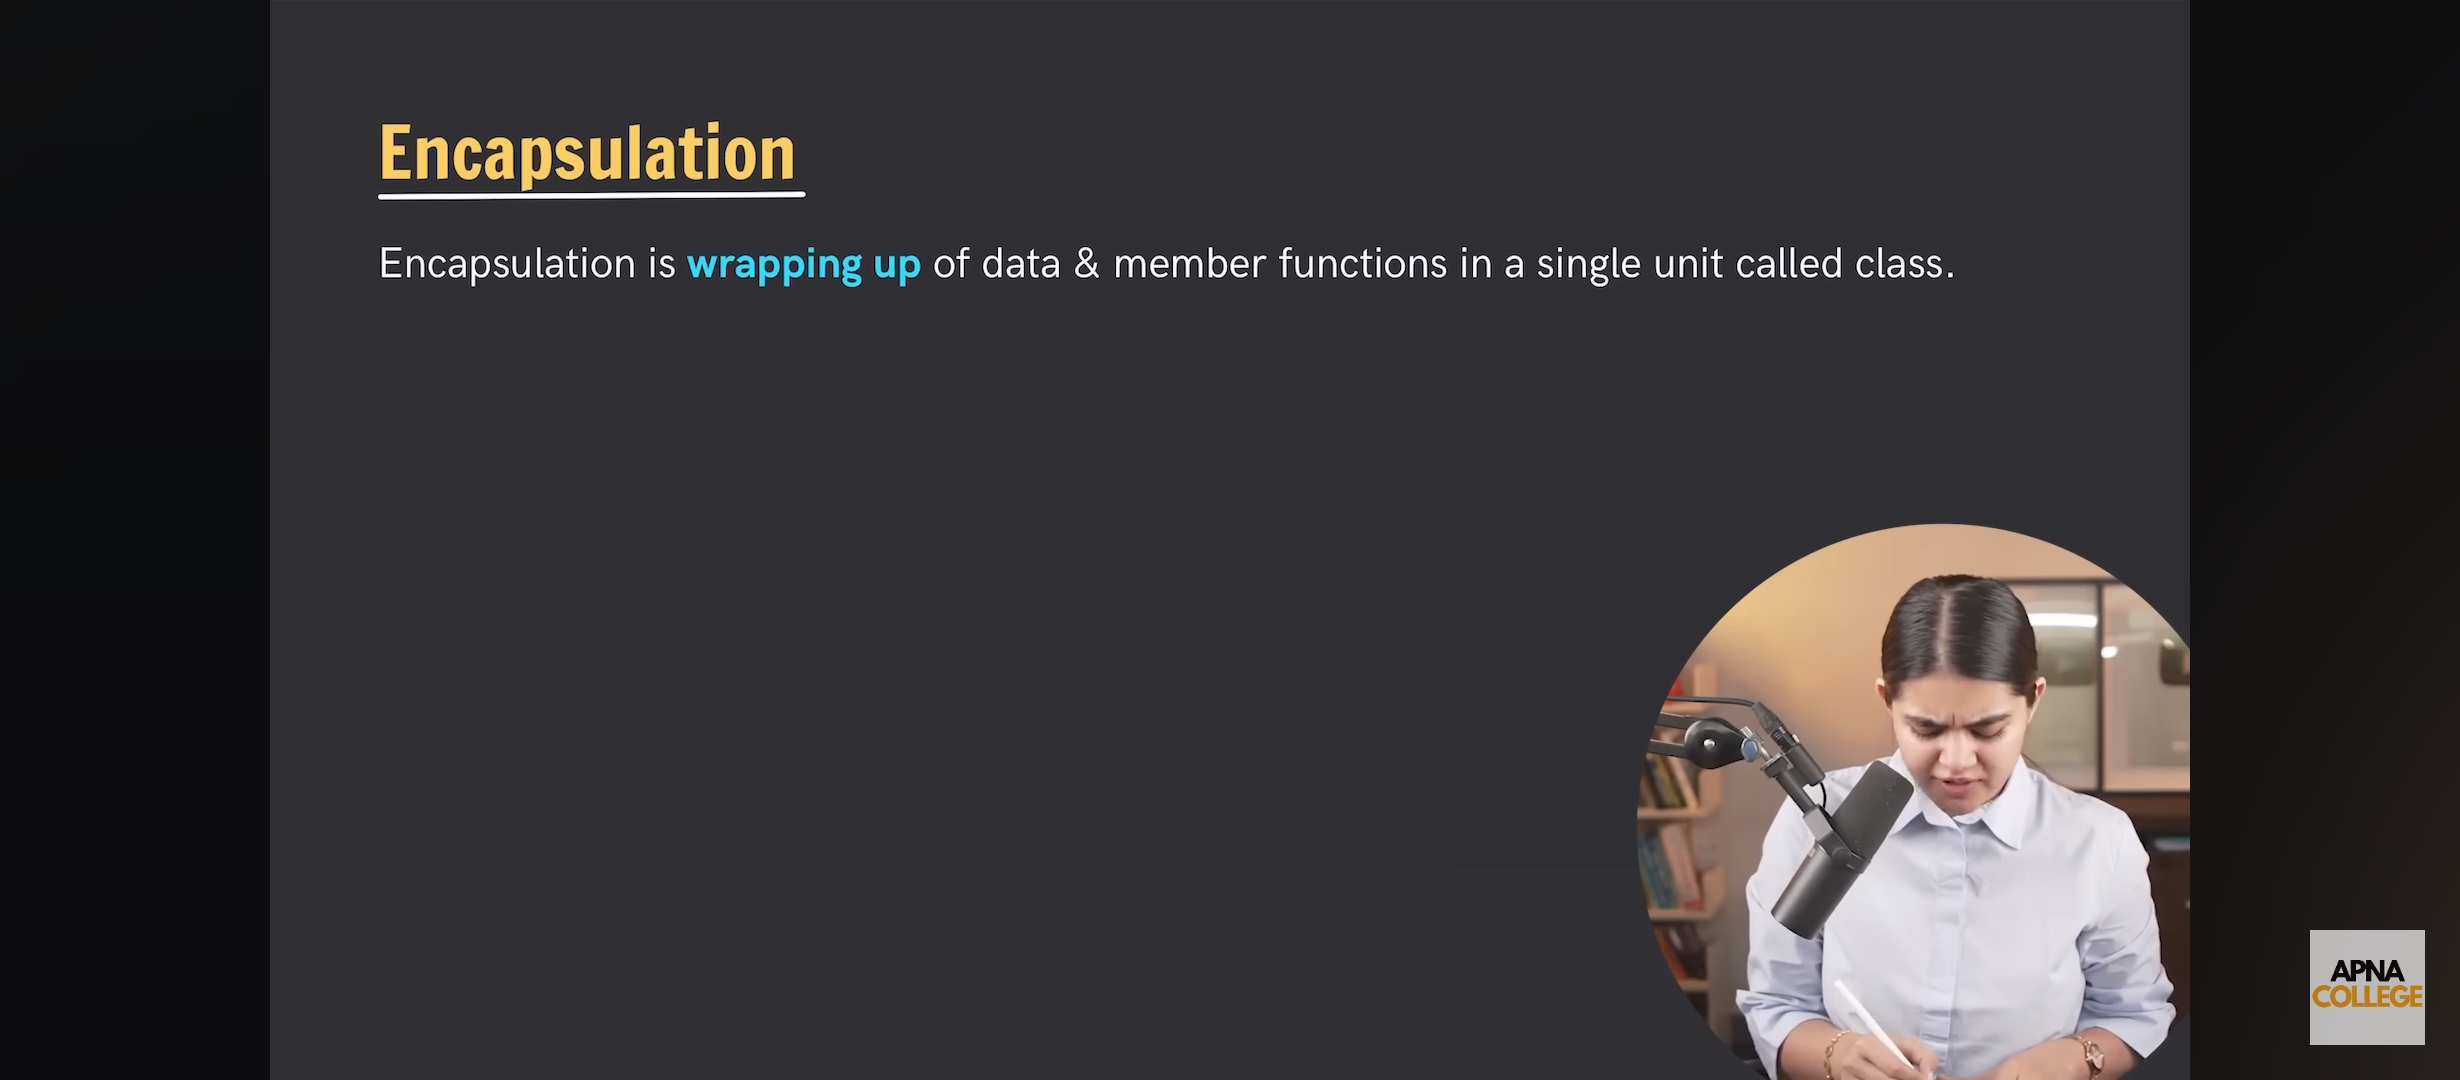 Encapsulation
Encapsulation is wrapping up of data & member functions in a single unit called class.
APNA
COLLEGE